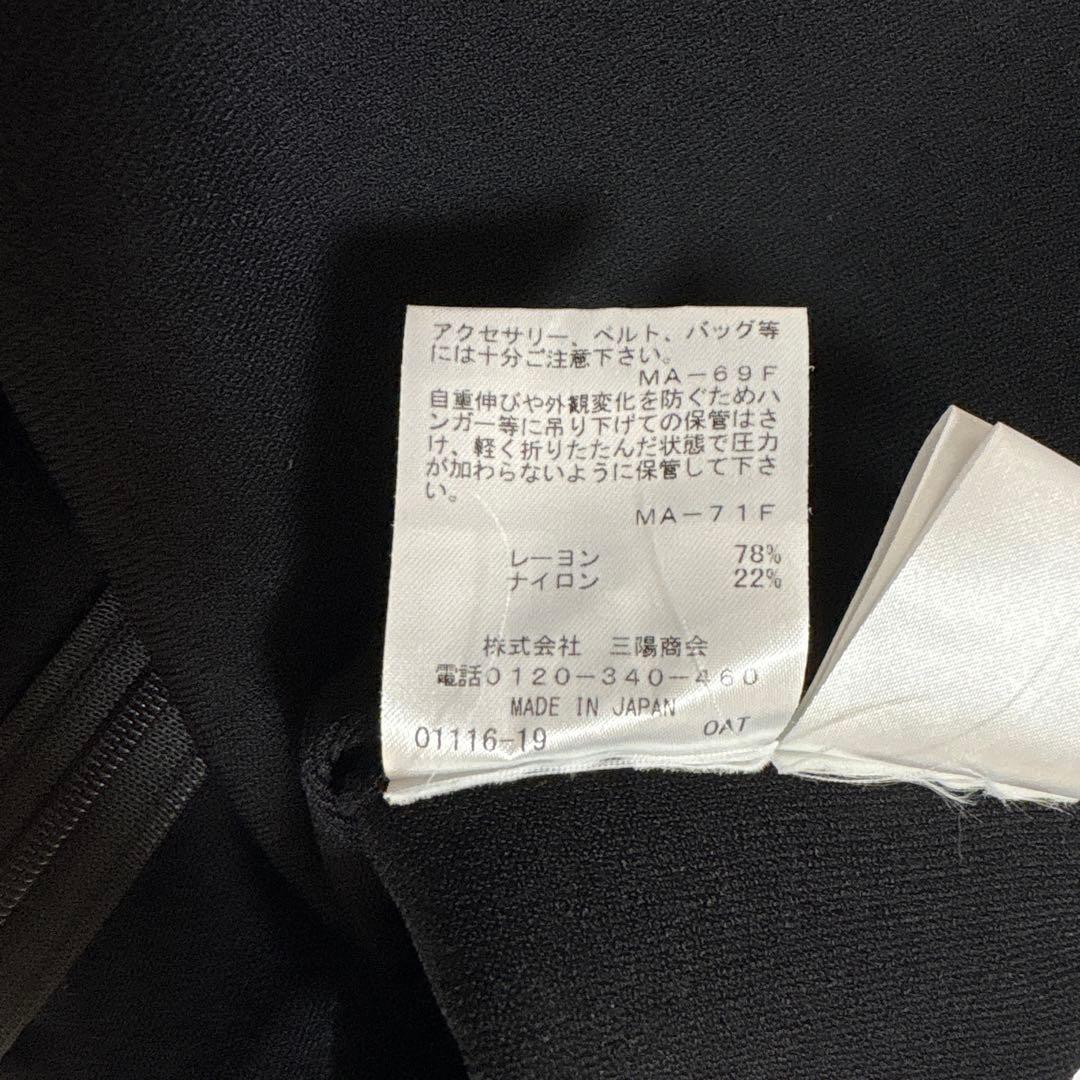 アクセサリー、ベルト、バッグ等
には十分ご注意下さい。
MA-69F
自重伸びや外観変化を防ぐためハ
ンガー等に吊り下げての保管はさ
け、軽く折りたたんだ状態で圧力
が加わらないように保管して下さ
い。
MA-71F
レーヨン 78%
ナイロン 22%
株式会社 三陽商会
電話0120-340-460
MADE IN JAPAN
01116-19 OAT